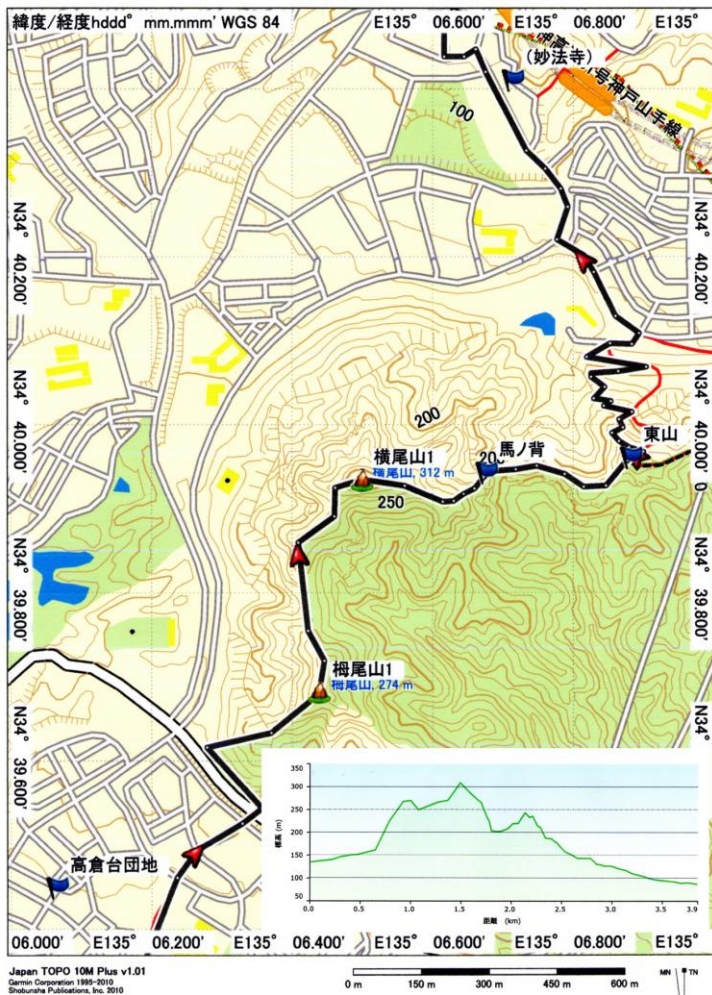 緯度/経度hddd° mm.mmm' WGS 84
E135°
06.600'
E135°
06.800'
E135°
(妙法寺)
号神戸山手線
100
N34°
N34°
40.200'
40.200'
N34°
N34°
200
40.000'
40.000'
東山
横尾山1
横尾山, 312 m
馬ノ背
200
250
0
N34°
N34°
39.800'
39.800'
栂尾山1
栂尾山, 274 m
N34°
N34°
39.600'
高倉台団地
350
300
250
200
150
100
50
標高 (m)
0.0
0.5
1.0
1.5
2.0
2.5
3.0
3.5
3.9
距離 (km)
06.000'
E135°
06.200'
E135°
06.400'
E135°
06.600'
E135°
06.800'
E135°
Japan TOPO 10M Plus v1.01
Garmin Corporation 1995-2010
Shobunsha Publications, Inc. 2010
0 m
150 m
300 m
450 m
600 m
MN
TN